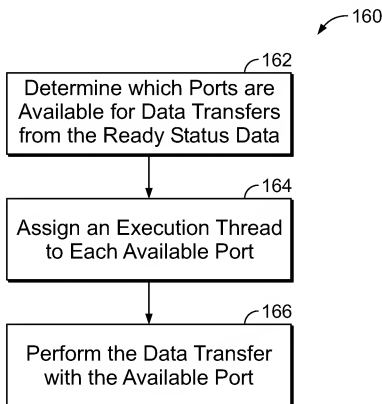 160
162
Determine which Ports are
Available for Data Transfers
from the Ready Status Data
164
Assign an Execution Thread
to Each Available Port
166
Perform the Data Transfer
with the Available Port